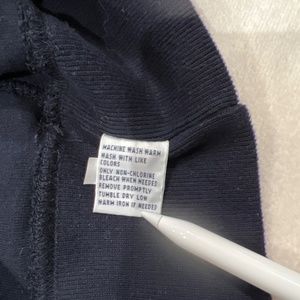 MACHINE WASH WARM
WASH WITH LIKE
COLORS
ONLY NON-CHLORINE
BLEACH WHEN NEEDED
REMOVE PROMPTLY
TUMBLE DRY LOW
WARM IRON IF NEEDED